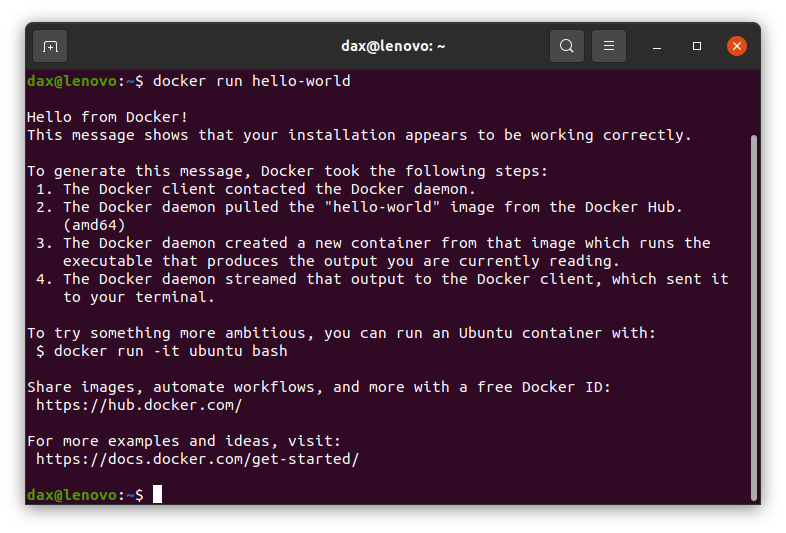 dax@lenovo: ~
dax@lenovo:~$ docker run hello-world
Hello from Docker!
This message shows that your installation appears to be working correctly.
To generate this message, Docker took the following steps:
1. The Docker client contacted the Docker daemon.
2. The Docker daemon pulled the "hello-world" image from the Docker Hub.
(amd64)
3. The Docker daemon created a new container from that image which runs the
executable that produces the output you are currently reading.
4. The Docker daemon streamed that output to the Docker client, which sent it
to your terminal.
To try something more ambitious, you can run an Ubuntu container with:
$ docker run -it ubuntu bash
Share images, automate workflows, and more with a free Docker ID:
https://hub.docker.com/
For more examples and ideas, visit:
https://docs.docker.com/get-started/
dax@lenovo:~$